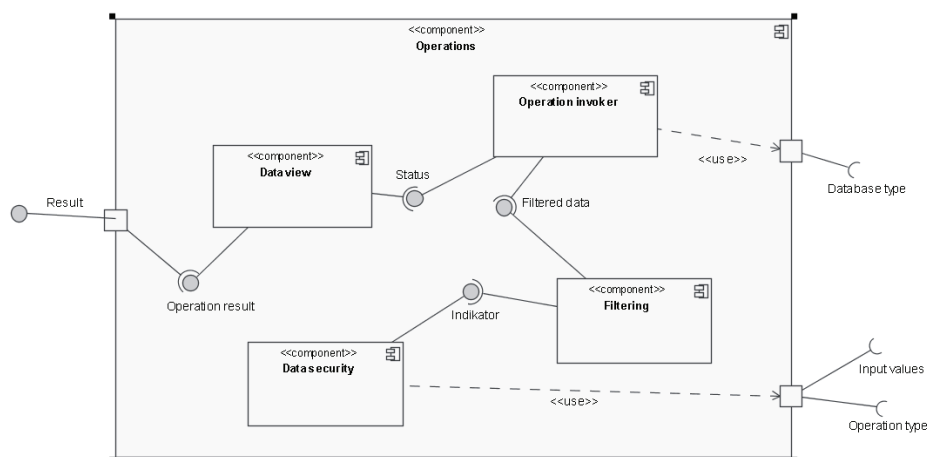 <<component>>
Operations
<<component>>
Operation invoker
<<component>>
Data view
Status
<<use>>
Database type
Result
Filtered data
Operation result
<<component>>
Filtering
Indikator
<<component>>
Data security
<<use>>
Input values
Operation type